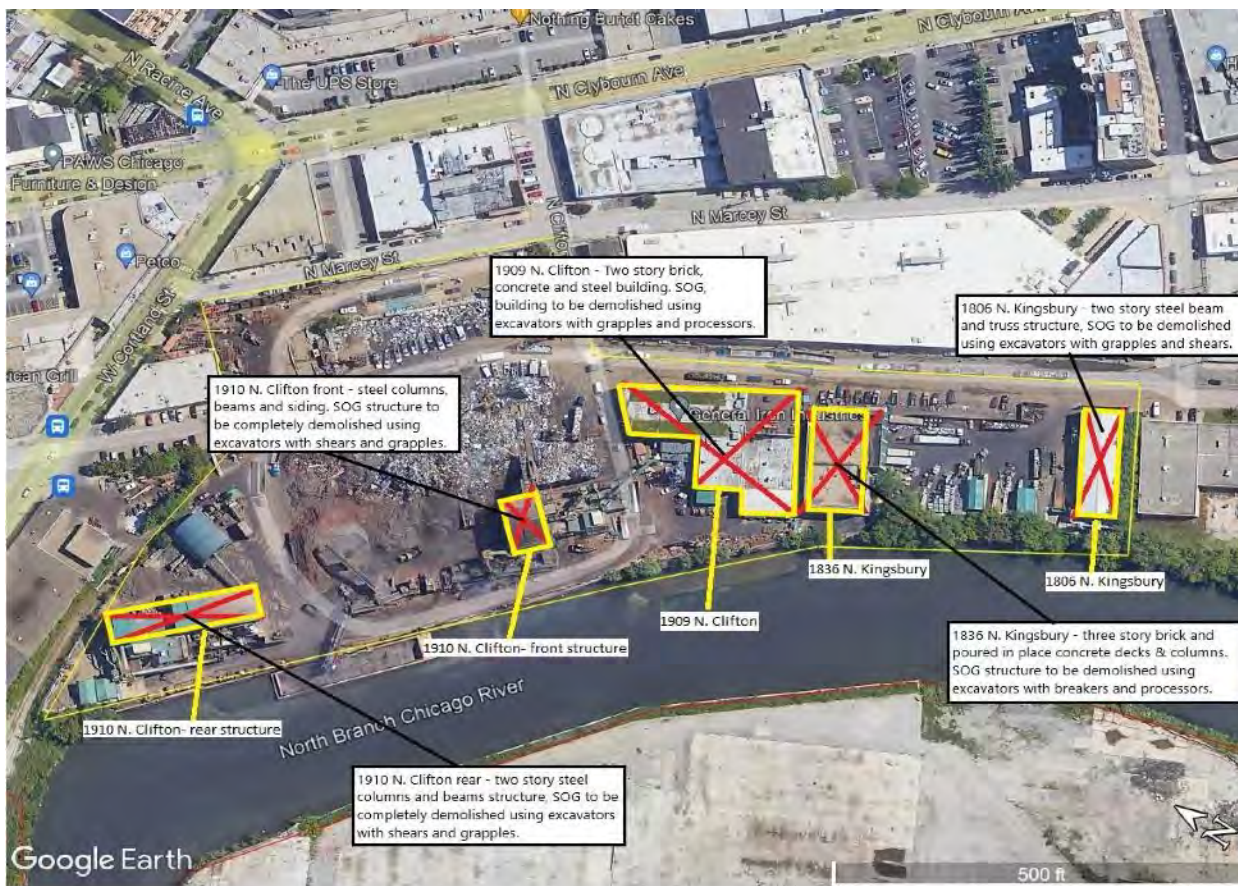 Nothing Bundt Cakes
N Clybourn Ave
N Racine Ave
The UPS Store
N Clybourn Ave
PAWS Chicago
Furniture & Design
N Marcey St
N Marcey St
Petco
W Cortland St
1909 N. Clifton - Two story brick,
concrete and steel building. SOG,
building to be demolished using
excavators with grapples and processors.
1806 N. Kingsbury - two story steel beam
and truss structure, SOG to be demolished
using excavators with grapples and shears.
1910 N. Clifton front - steel columns,
beams and siding. SOG structure to
be completely demolished using
excavators with shears and grapples.
General Iron Industries
Grill
1836 N. Kingsbury
1806 N. Kingsbury
1909 N. Clifton
1910 N. Clifton- front structure
1836 N. Kingsbury - three story brick and
poured in place concrete decks & columns.
SOG structure to be demolished using
excavators with breakers and processors.
1910 N. Clifton- rear structure
North Branch Chicago River
1910 N. Clifton rear - two story steel
columns and beams structure, SOG to be
completely demolished using excavators
with shears and grapples.
N
Google Earth
500 ft